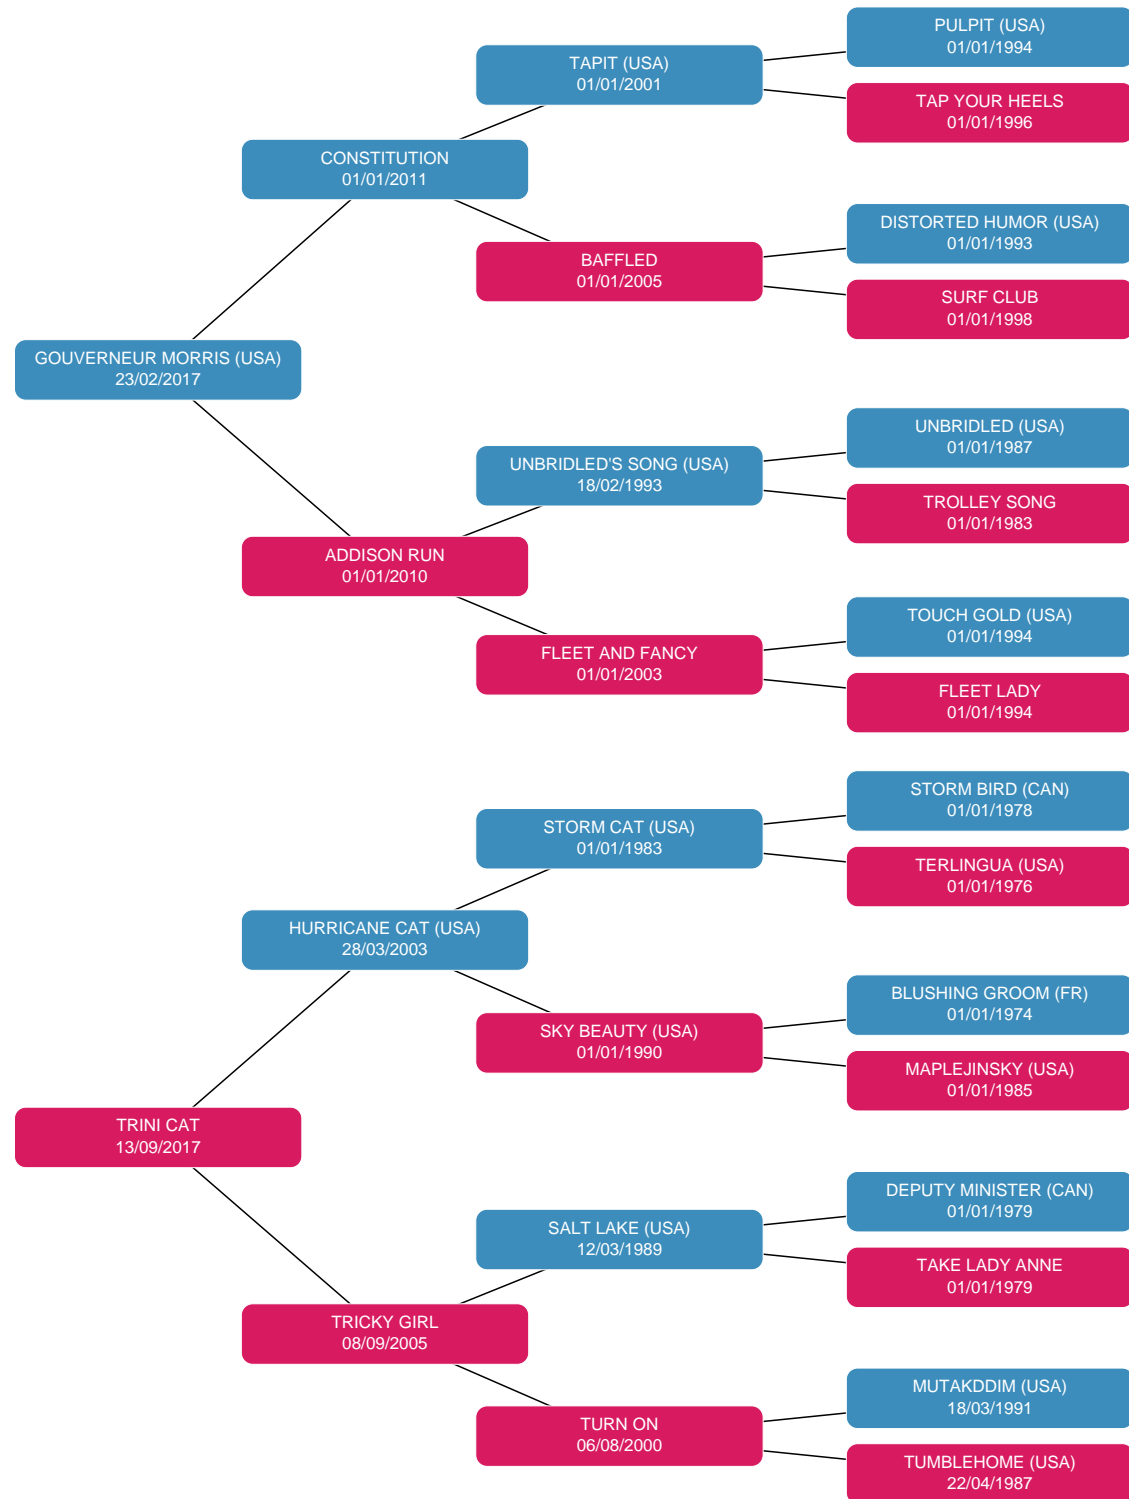 PULPIT (USA)
01/01/1994
TAPIT (USA)
01/01/2001
TAP YOUR HEELS
01/01/1996
CONSTITUTION
01/01/2011
DISTORTED HUMOR (USA)
01/01/1993
BAFFLED
01/01/2005
SURF CLUB
01/01/1998
GOUVERNEUR MORRIS (USA)
23/02/2017
UNBRIDLED (USA)
01/01/1987
UNBRIDLED'S SONG (USA)
18/02/1993
TROLLEY SONG
01/01/1983
ADDISON RUN
01/01/2010
TOUCH GOLD (USA)
01/01/1994
FLEET AND FANCY
01/01/2003
FLEET LADY
01/01/1994
STORM BIRD (CAN)
01/01/1978
STORM CAT (USA)
01/01/1983
TERLINGUA (USA)
01/01/1976
HURRICANE CAT (USA)
28/03/2003
BLUSHING GROOM (FR)
01/01/1974
SKY BEAUTY (USA)
01/01/1990
MAPLEJINSKY (USA)
01/01/1985
TRINI CAT
13/09/2017
DEPUTY MINISTER (CAN)
01/01/1979
SALT LAKE (USA)
12/03/1989
TAKE LADY ANNE
01/01/1979
TRICKY GIRL
08/09/2005
MUTAKDDIM (USA)
18/03/1991
TURN ON
06/08/2000
TUMBLEHOME (USA)
22/04/1987